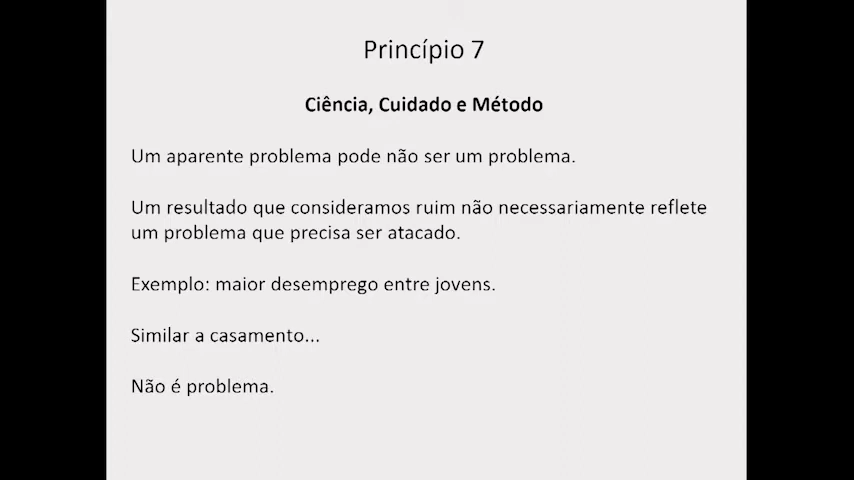 Princípio 7
Ciência, Cuidado e Método
Um aparente problema pode não ser um problema.
Um resultado que consideramos ruim não necessariamente reflete
um problema que precisa ser atacado.
Exemplo: maior desemprego entre jovens.
Similar a casamento...
Não é problema.